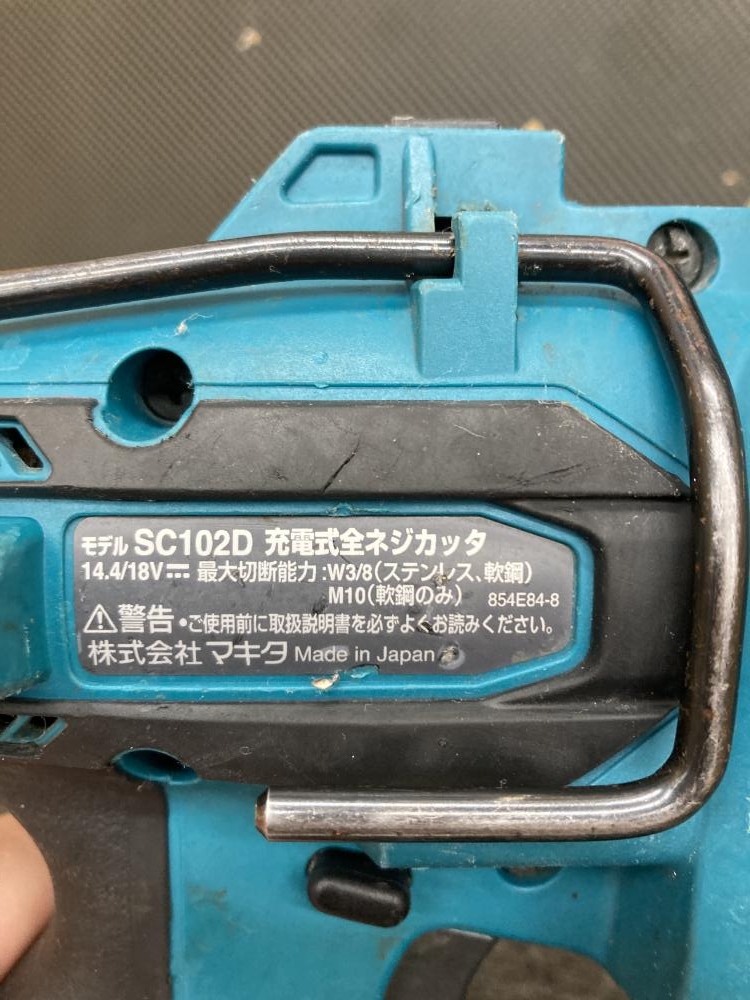 モデル SC102D 充電式全ネジカッタ
14.4/18V⎓ 最大切断能力:W3/8(ステンレス、軟鋼)
M10(軟鋼のみ) 854E84-8
⚠警告・ご使用前に取扱説明書を必ずよくお読みください。
株式会社 マキタ Made in Japan